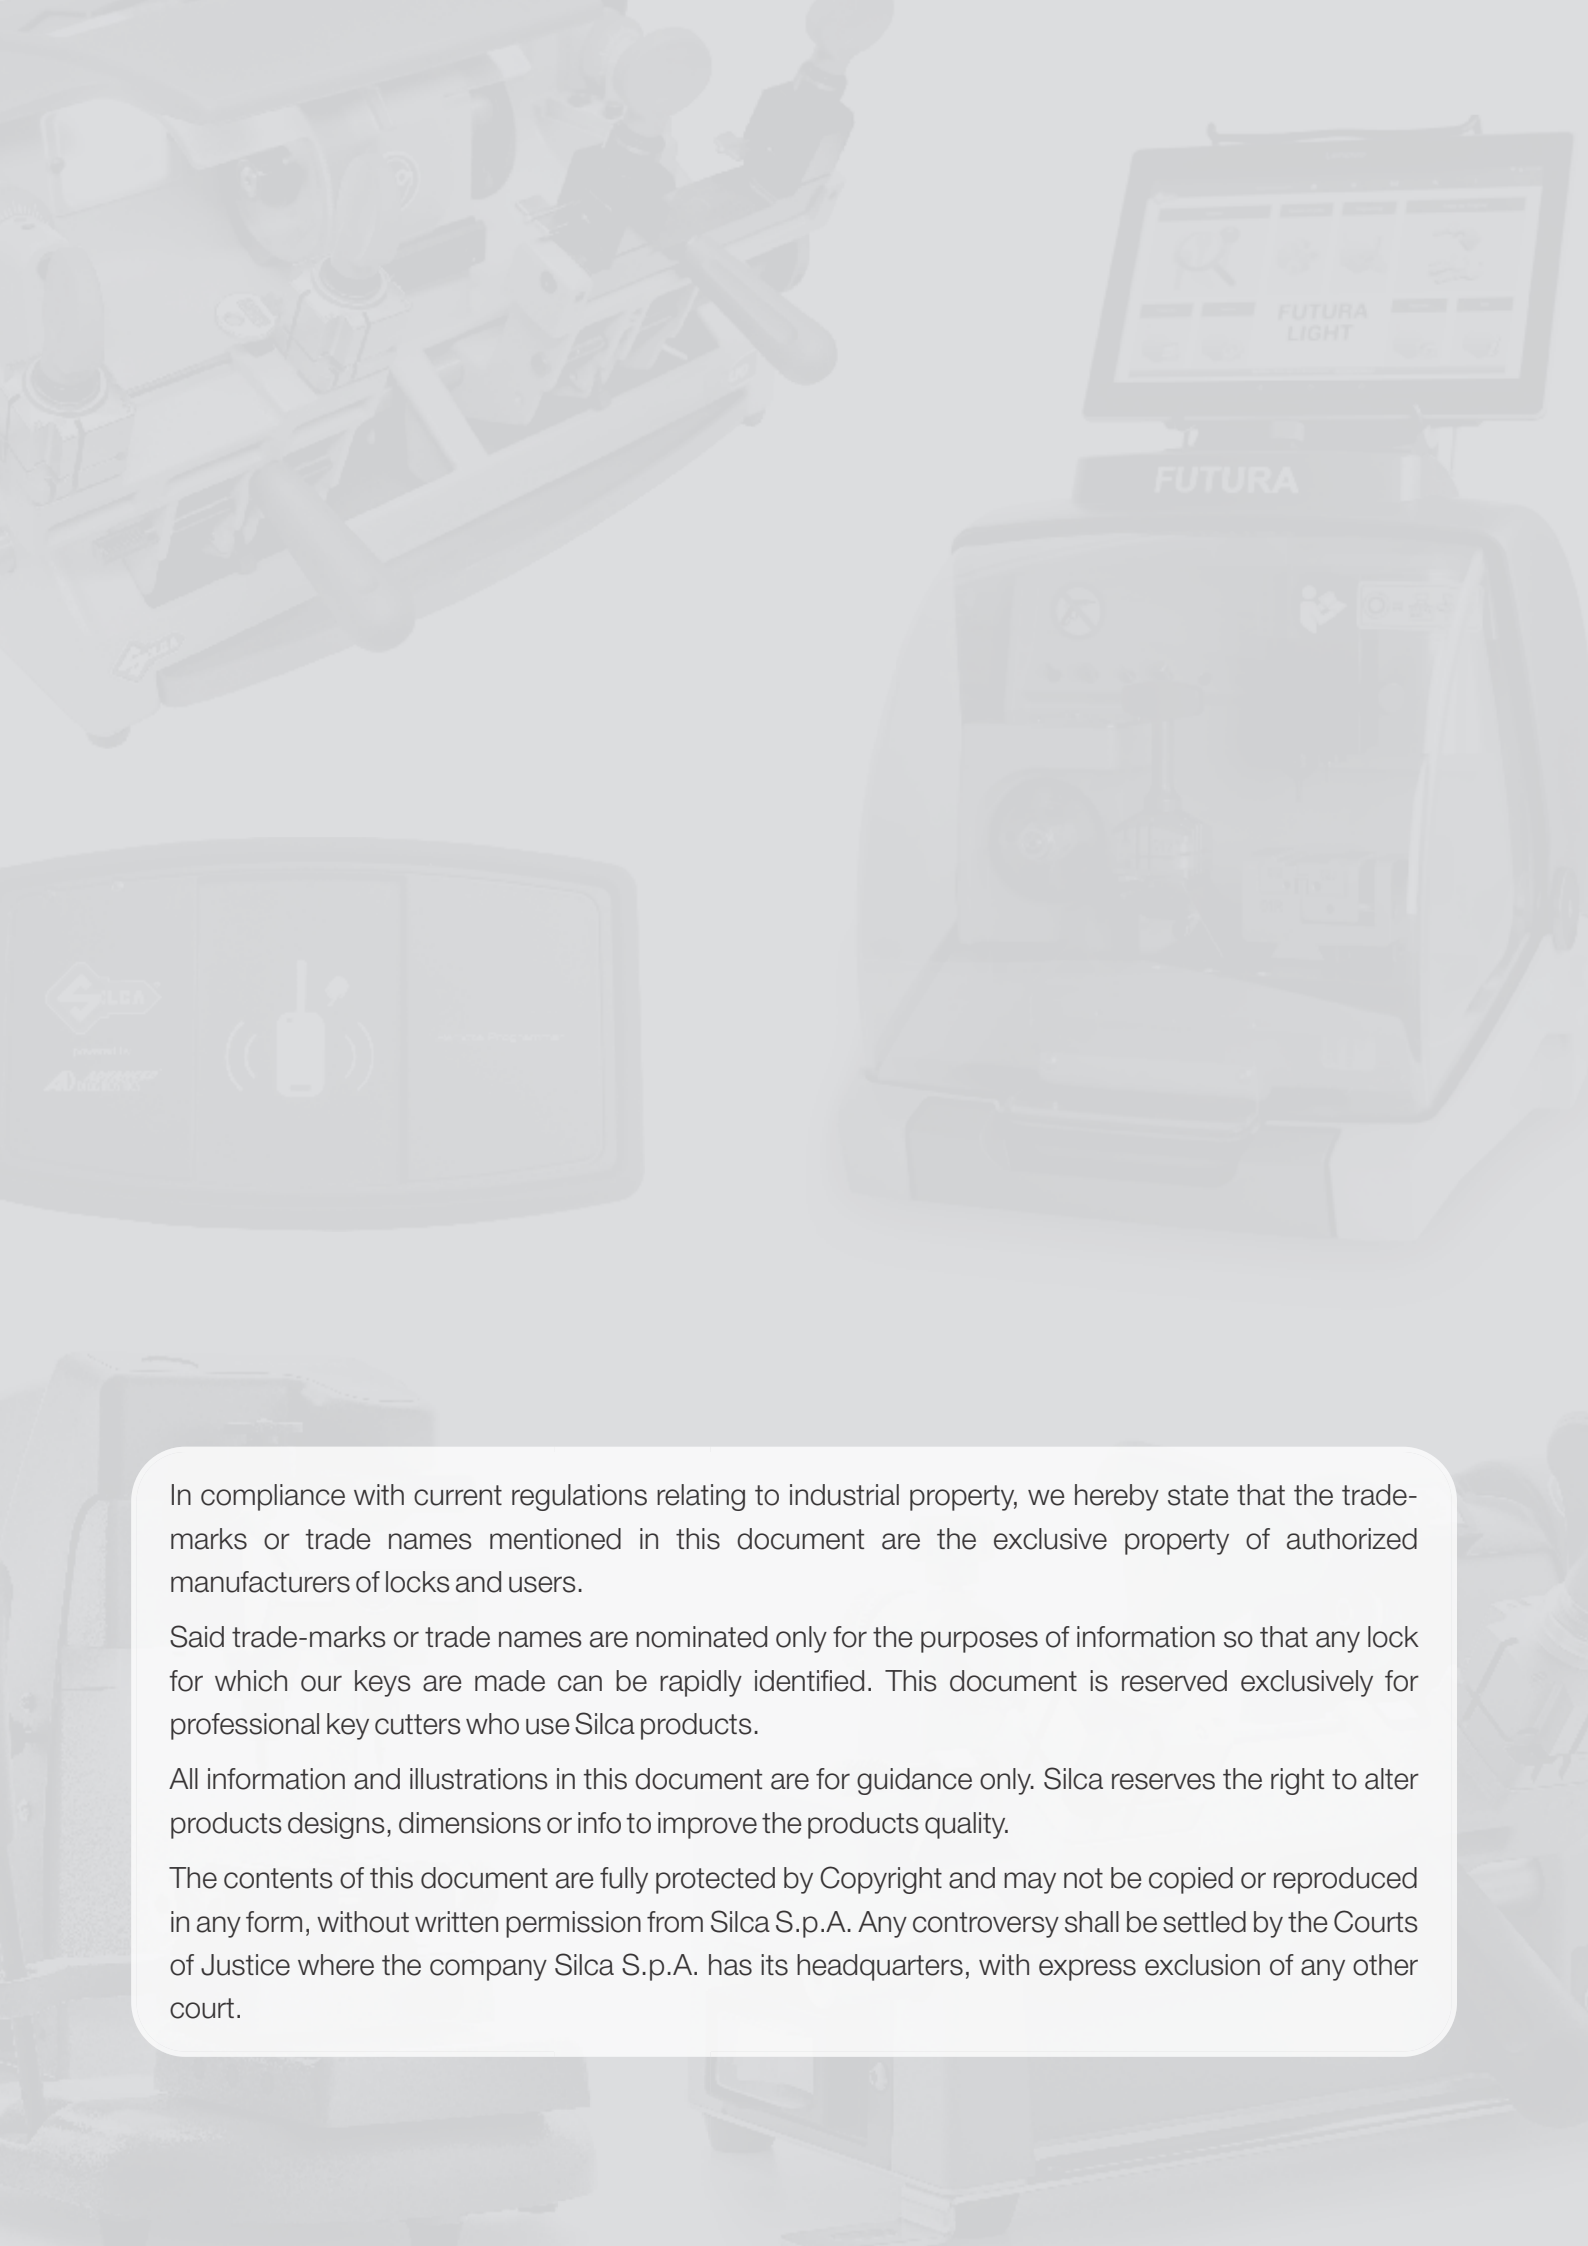 FUTURA
LIGHT
FUTURA
SILCA
ADVANCED
In compliance with current regulations relating to industrial property, we hereby state that the trade-
marks or trade names mentioned in this document are the exclusive property of authorized
manufacturers of locks and users.
Said trade-marks or trade names are nominated only for the purposes of information so that any lock
for which our keys are made can be rapidly identified. This document is reserved exclusively for
professional key cutters who use Silca products.
All information and illustrations in this document are for guidance only. Silca reserves the right to alter
products designs, dimensions or info to improve the products quality.
The contents of this document are fully protected by Copyright and may not be copied or reproduced
in any form, without written permission from Silca S.p.A. Any controversy shall be settled by the Courts
of Justice where the company Silca S.p.A. has its headquarters, with express exclusion of any other
court.